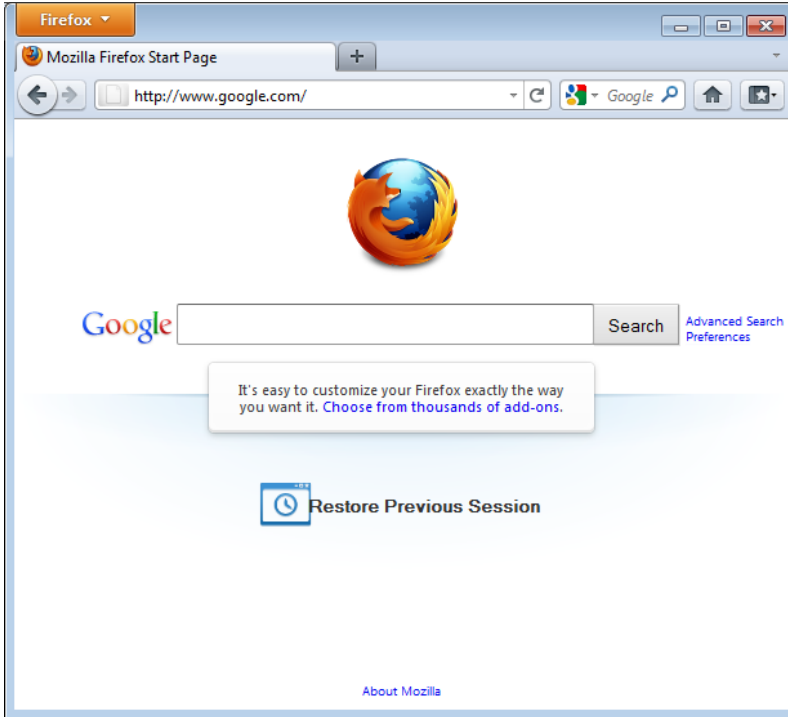 Firefox
Mozilla Firefox Start Page
http://www.google.com/
Google
Google
Search
Advanced Search
Preferences
It's easy to customize your Firefox exactly the way
you want it. Choose from thousands of add-ons.
Restore Previous Session
About Mozilla